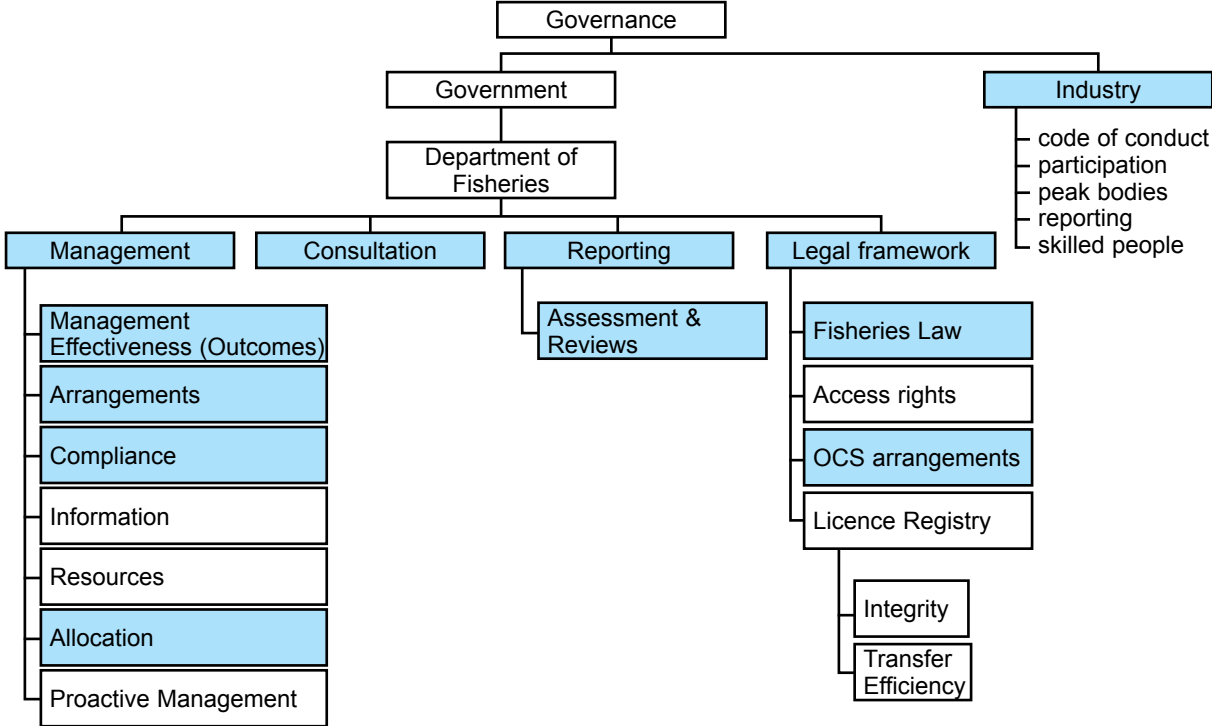 Governance
Government
Industry
code of conduct
participation
peak bodies
reporting
skilled people
Department of
Fisheries
Management
Consultation
Reporting
Legal framework
Management
Effectiveness (Outcomes)
Arrangements
Compliance
Information
Resources
Allocation
Proactive Management
Assessment &
Reviews
Fisheries Law
Access rights
OCS arrangements
Licence Registry
Integrity
Transfer
Efficiency